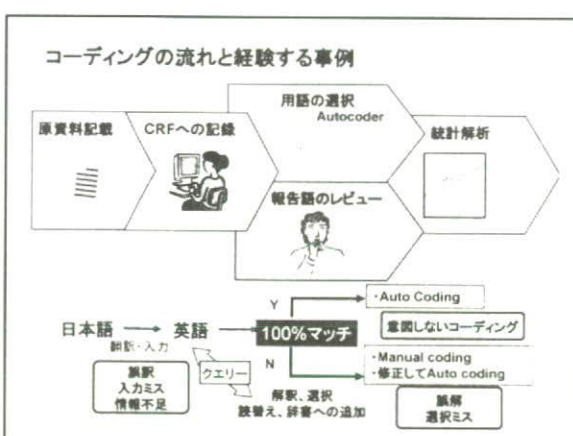 コーディングの流れと経験する事例
原資料記載
CRFへの記録
用語の選択
Autocoder
報告語のレビュー
統計解析
日本語
英語
翻訳・入力
誤訳
入力ミス
情報不足
クエリー
100%マッチ
Y
N
・Auto Coding
意図しないコーディング
・Manual coding
・修正してAuto coding
誤解
選択ミス
解釈、選択
読替え、辞書への追加